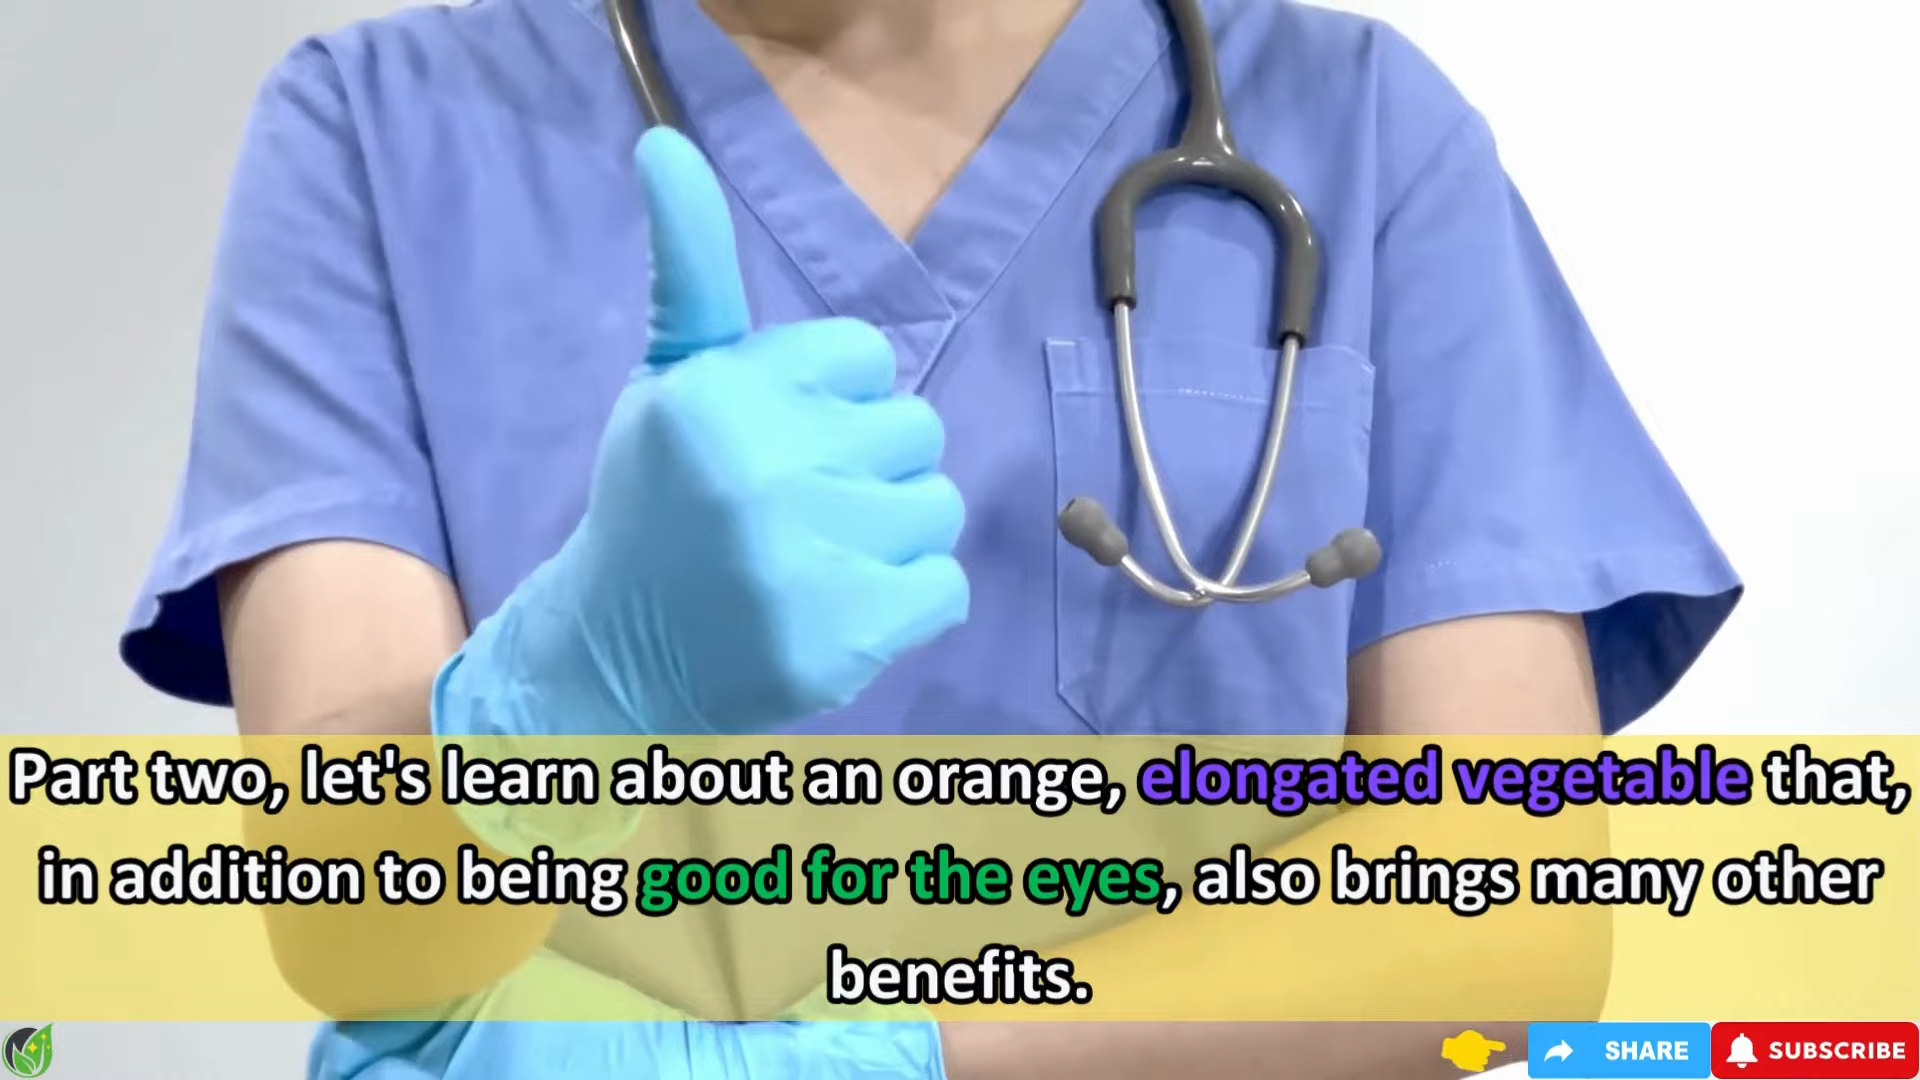 Part two, let's learn about an orange, elongated vegetable that,
in addition to being good for the eyes, also brings many other
benefits.
SHARE
SUBSCRIBE